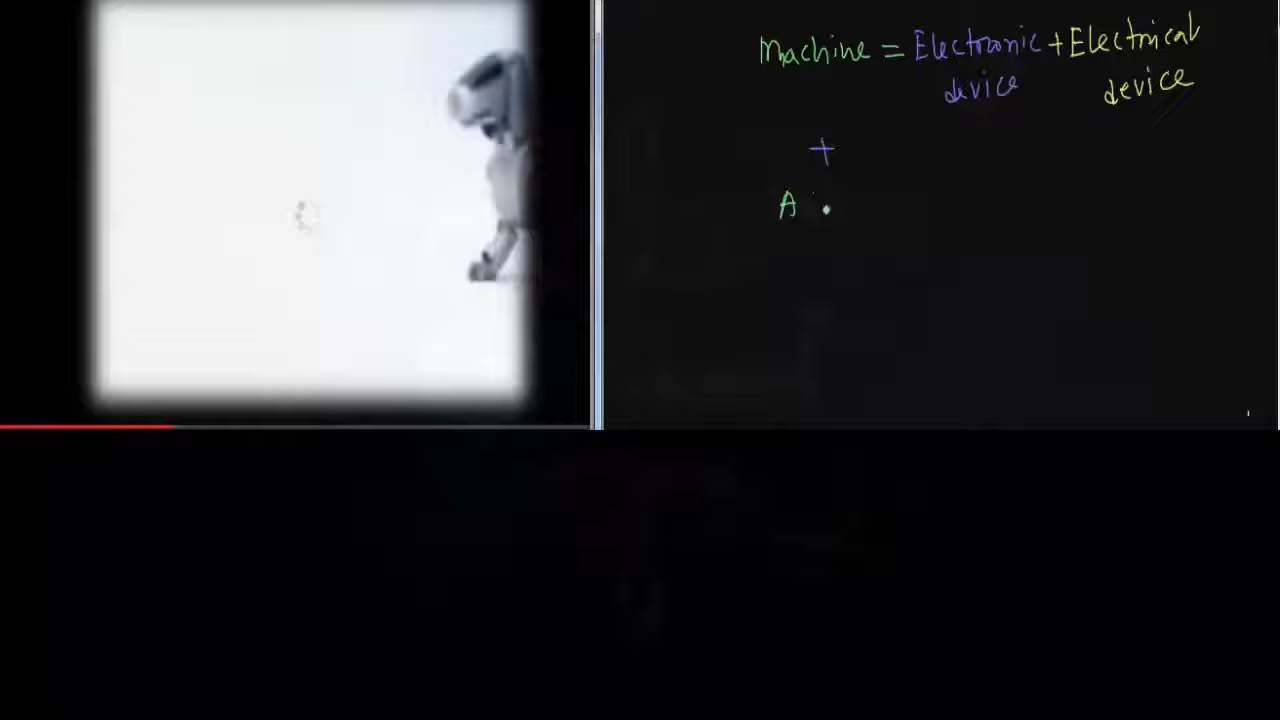 Machine = Electronic + Electrical
device device
+
A